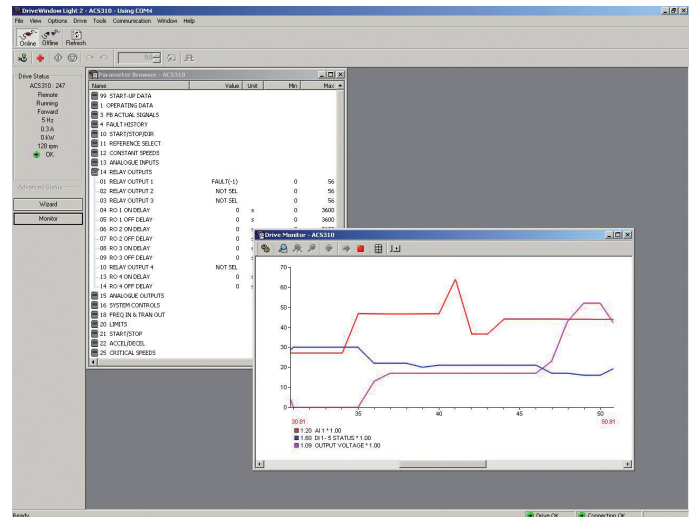 DriveWindow Light 2 - ACS310 - Using COM4
File View Options Drive Tools Communication Window Help
Online Offline Refresh
0.0
Drive Status
ACS310 : 247
Remote
Running
Forward
5 Hz
0.3 A
0 kW
128 rpm
OK
Advanced Status
Wizard
Monitor
Parameter Browser - ACS310
Name Value Unit Min Max
99 START-UP DATA
1 OPERATING DATA
3 FB ACTUAL SIGNALS
4 FAULT HISTORY
10 START/STOP/DIR
11 REFERENCE SELECT
12 CONSTANT SPEEDS
13 ANALOGUE INPUTS
14 RELAY OUTPUTS
01 RELAY OUTPUT 1 FAULT(-1) 0 56
02 RELAY OUTPUT 2 NOT SEL 0 56
03 RELAY OUTPUT 3 NOT SEL 0 56
04 RO 1 ON DELAY 0 s 0 3600
05 RO 1 OFF DELAY 0 s 0 3600
06 RO 2 ON DELAY 0 s 0
07 RO 2 OFF DELAY 0 s
08 RO 3 ON DELAY 0 s
09 RO 3 OFF DELAY 0 s
10 RELAY OUTPUT 4 NOT SEL
13 RO 4 ON DELAY 0 s
14 RO 4 OFF DELAY 0 s
15 ANALOGUE OUTPUTS
16 SYSTEM CONTROLS
18 FREQ IN & TRAN OUT
20 LIMITS
21 START/STOP
22 ACCEL/DECEL
25 CRITICAL SPEEDS
Drive Monitor - ACS310
70
60
50
40
30
20
10
0
35 40 45 50
30.81 50.81
1.20 AI 1 * 1.00
1.60 DI 1- 5 STATUS * 1.00
1.09 OUTPUT VOLTAGE * 1.00
Ready Drive OK Connection OK